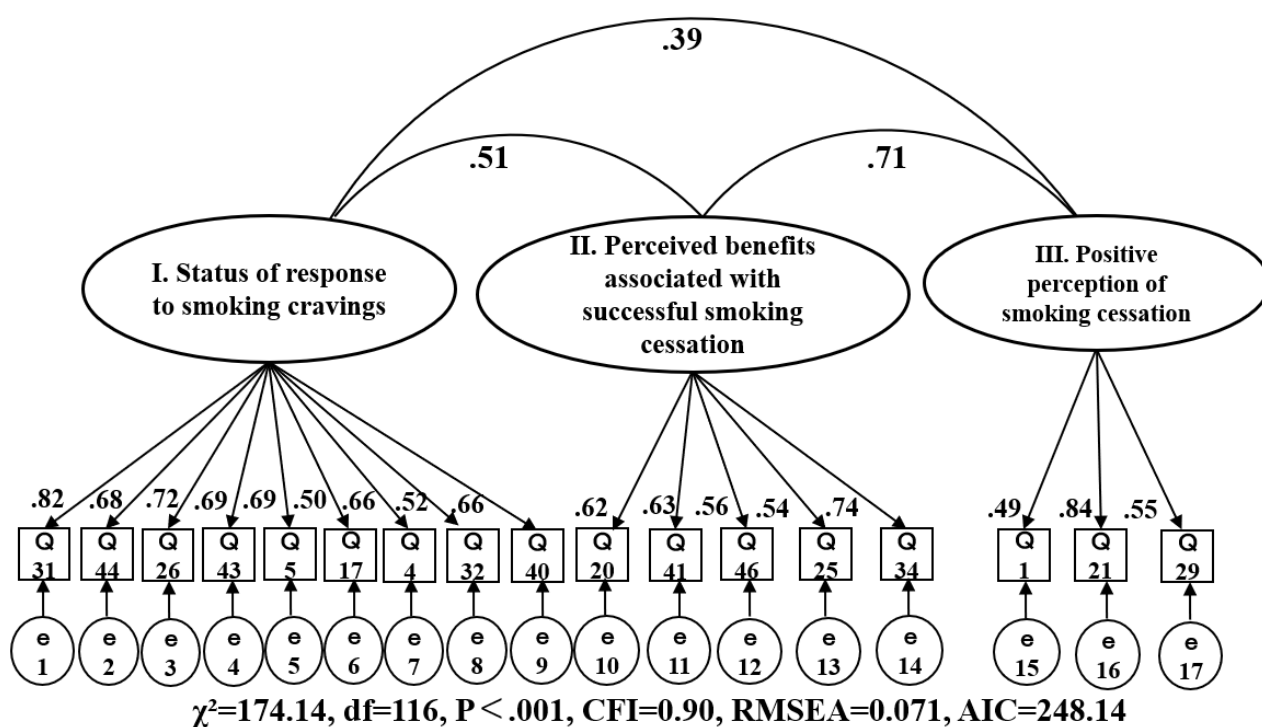 .39
.51
.71
I. Status of response
to smoking cravings
II. Perceived benefits
associated with
successful smoking
cessation
III. Positive
perception of
smoking cessation
.82 .68 .72 .69 .69 .50 .66 .52 .66 .62 .63 .56 .54 .74 .49 .84 .55
Q Q Q Q Q Q Q Q Q Q Q Q Q Q Q Q Q
31 44 26 43 5 17 4 32 40 20 41 46 25 34 1 21 29
e e e e e e e e e e e e e e e e e
1 2 3 4 5 6 7 8 9 10 11 12 13 14 15 16 17
χ²=174.14, df=116, P<.001, CFI=0.90, RMSEA=0.071, AIC=248.14